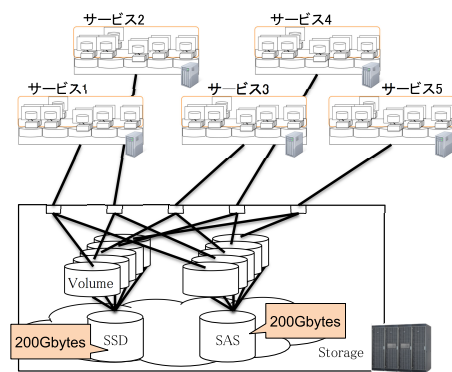 サービス2
サービス4
サービス1
サービス3
サービス5
Volume
SSD
SAS
200Gbytes
200Gbytes
Storage